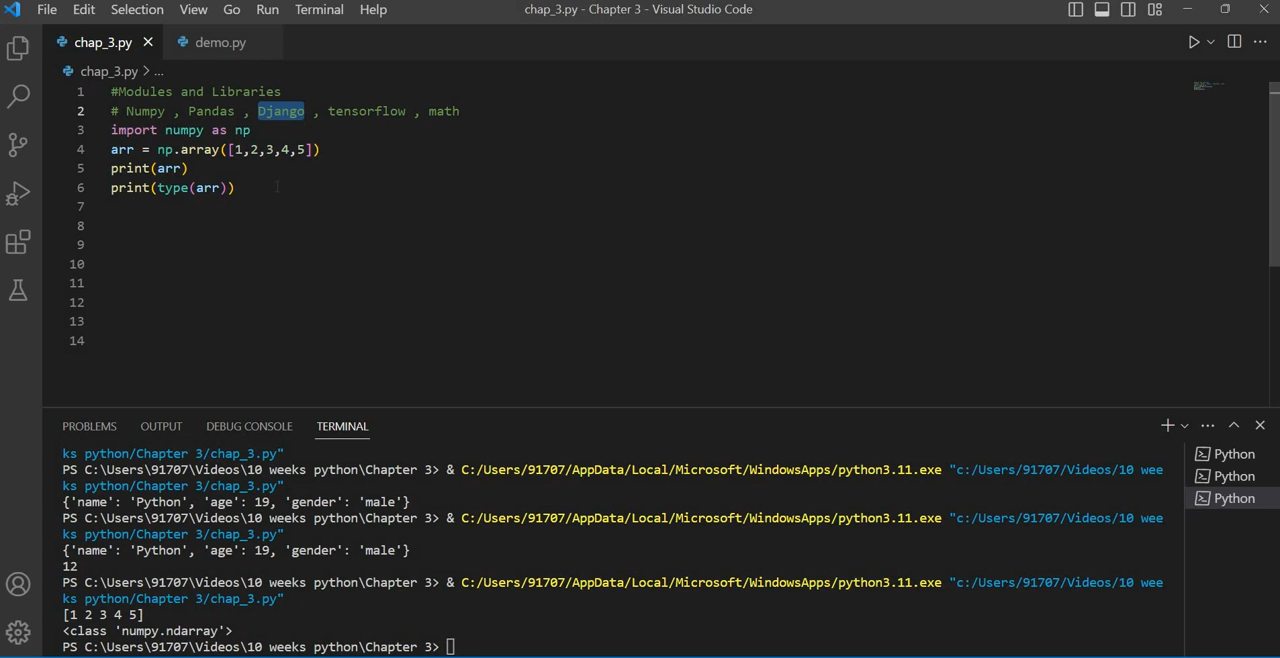 File Edit Selection View Go Run Terminal Help chap_3.py - Chapter 3 - Visual Studio Code
chap_3.py demo.py
chap_3.py > ...
1 #Modules and Libraries
2 # Numpy , Pandas , Django , tensorflow , math
3 import numpy as np
4 arr = np.array([1,2,3,4,5])
5 print(arr)
6 print(type(arr))
7
8
9
10
11
12
13
14
PROBLEMS OUTPUT DEBUG CONSOLE TERMINAL
ks python/Chapter 3/chap_3.py"
PS C:\Users\91707\Videos\10 weeks python\Chapter 3> & C:/Users/91707/AppData/Local/Microsoft/WindowsApps/python3.11.exe "c:/Users/91707/Videos/10 wee
ks python/Chapter 3/chap_3.py"
{'name': 'Python', 'age': 19, 'gender': 'male'}
PS C:\Users\91707\Videos\10 weeks python\Chapter 3> & C:/Users/91707/AppData/Local/Microsoft/WindowsApps/python3.11.exe "c:/Users/91707/Videos/10 wee
ks python/Chapter 3/chap_3.py"
{'name': 'Python', 'age': 19, 'gender': 'male'}
12
PS C:\Users\91707\Videos\10 weeks python\Chapter 3> & C:/Users/91707/AppData/Local/Microsoft/WindowsApps/python3.11.exe "c:/Users/91707/Videos/10 wee
ks python/Chapter 3/chap_3.py"
[1 2 3 4 5]
<class 'numpy.ndarray'>
PS C:\Users\91707\Videos\10 weeks python\Chapter 3>
Python
Python
Python